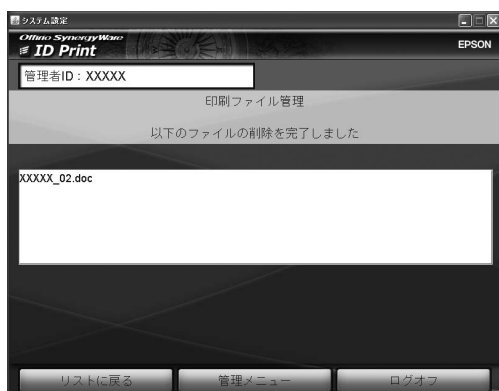 システム設定
Offirio SynergyWare
ID Print
EPSON
管理者ID：XXXXX
印刷ファイル管理
以下のファイルの削除を完了しました
XXXXX_02.doc
リストに戻る
管理メニュー
ログオフ